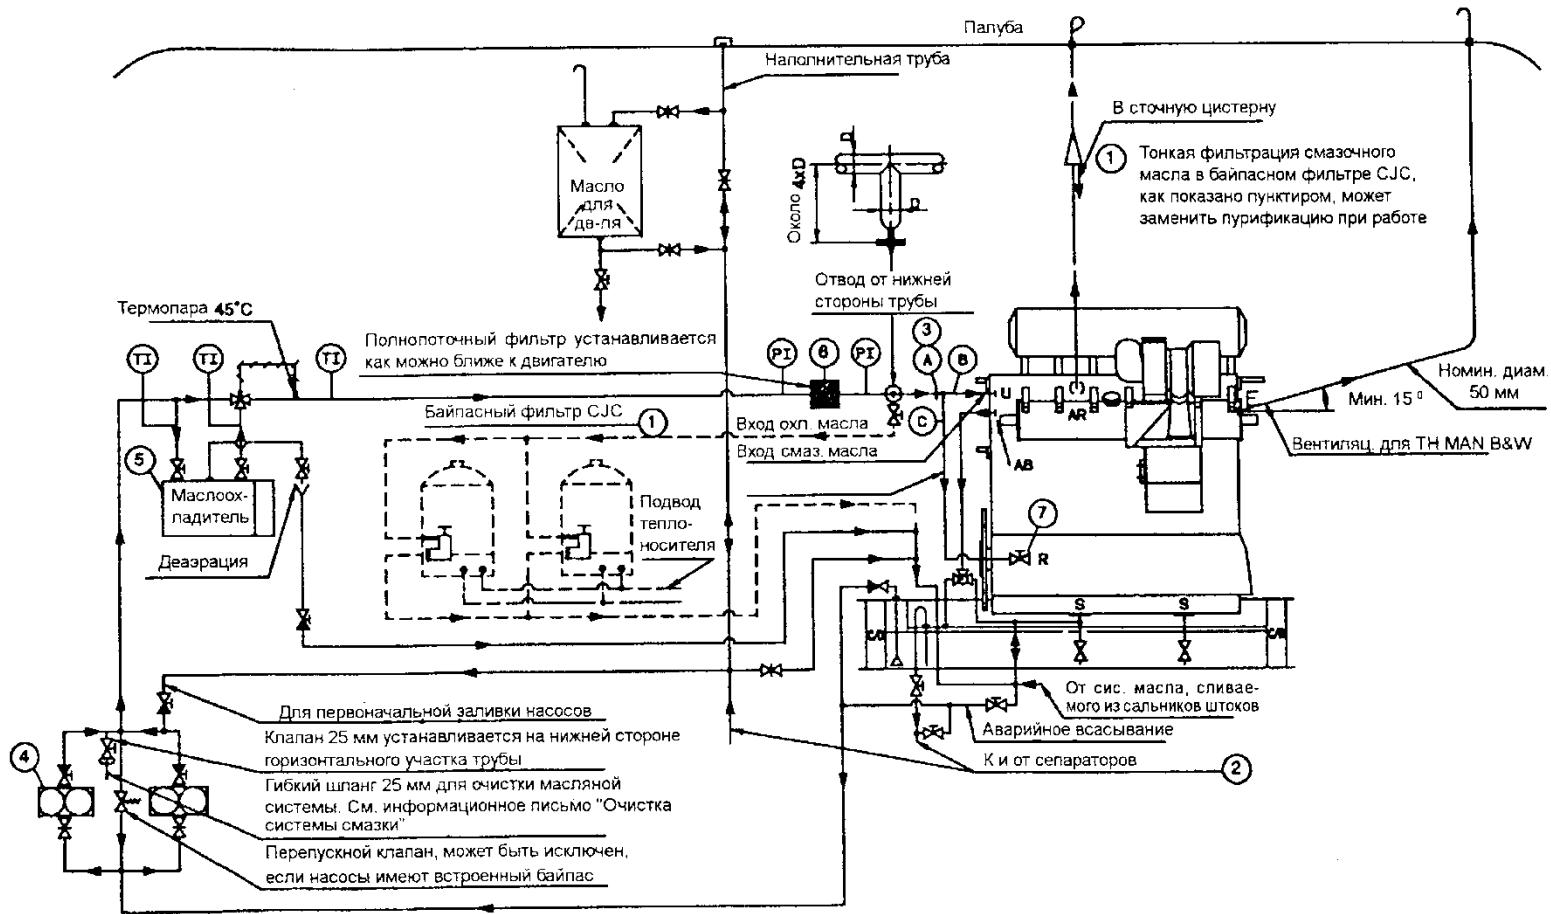 Палуба
Наполнительная труба
В сточную цистерну
1
Тонкая фильтрация смазочного
масла в байпасном фильтре CJC,
как показано пунктиром, может
заменить пурификацию при работе
Масло
для
дв-ля
D
Около 4xD
D
Отвод от нижней
стороны трубы
Термопара 45°C
Полнопоточный фильтр устанавливается
как можно ближе к двигателю
TI
TI
TI
PI
6
PI
3
A
B
U
AR
E
Номин. диам.
50 мм
Мин. 15°
Вентиляц. для TH MAN B&W
Байпасный фильтр CJC
1
Вход охл. масла
C
Вход смаз. масла
AB
5
Маслоох-
ладитель
Деаэрация
Подвод
тепло-
носителя
7
R
S
S
C/D
C/D
От сис. масла, сливае-
мого из сальников штоков
Аварийное всасывание
К и от сепараторов
2
Для первоначальной заливки насосов
Клапан 25 мм устанавливается на нижней стороне
горизонтального участка трубы
4
Гибкий шланг 25 мм для очистки масляной
системы. См. информационное письмо "Очистка
системы смазки"
Перепускной клапан, может быть исключен,
если насосы имеют встроенный байпас